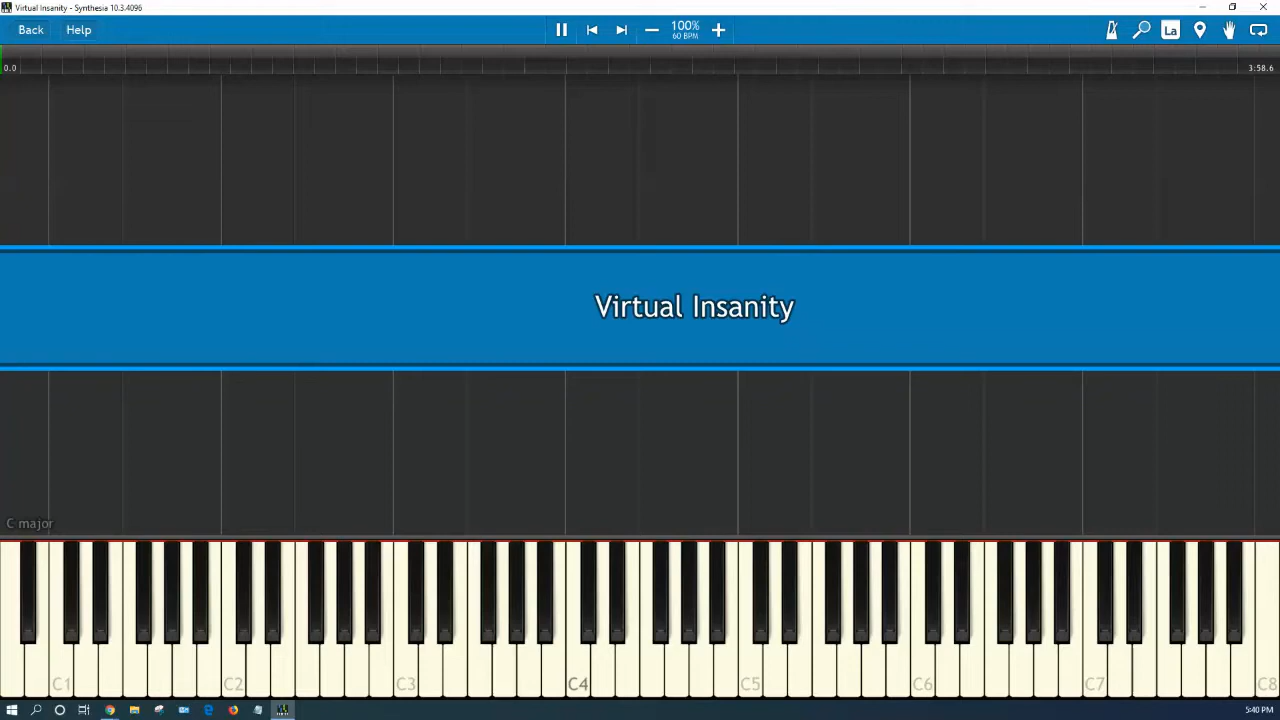 Virtual Insanity - Synthesia 10.3.4096
Back Help 100% La
60 BPM
0.0 3:58.6
Virtual Insanity
C major
C1 C2 C3 C4 C5 C6 C7 C8
5:40 PM